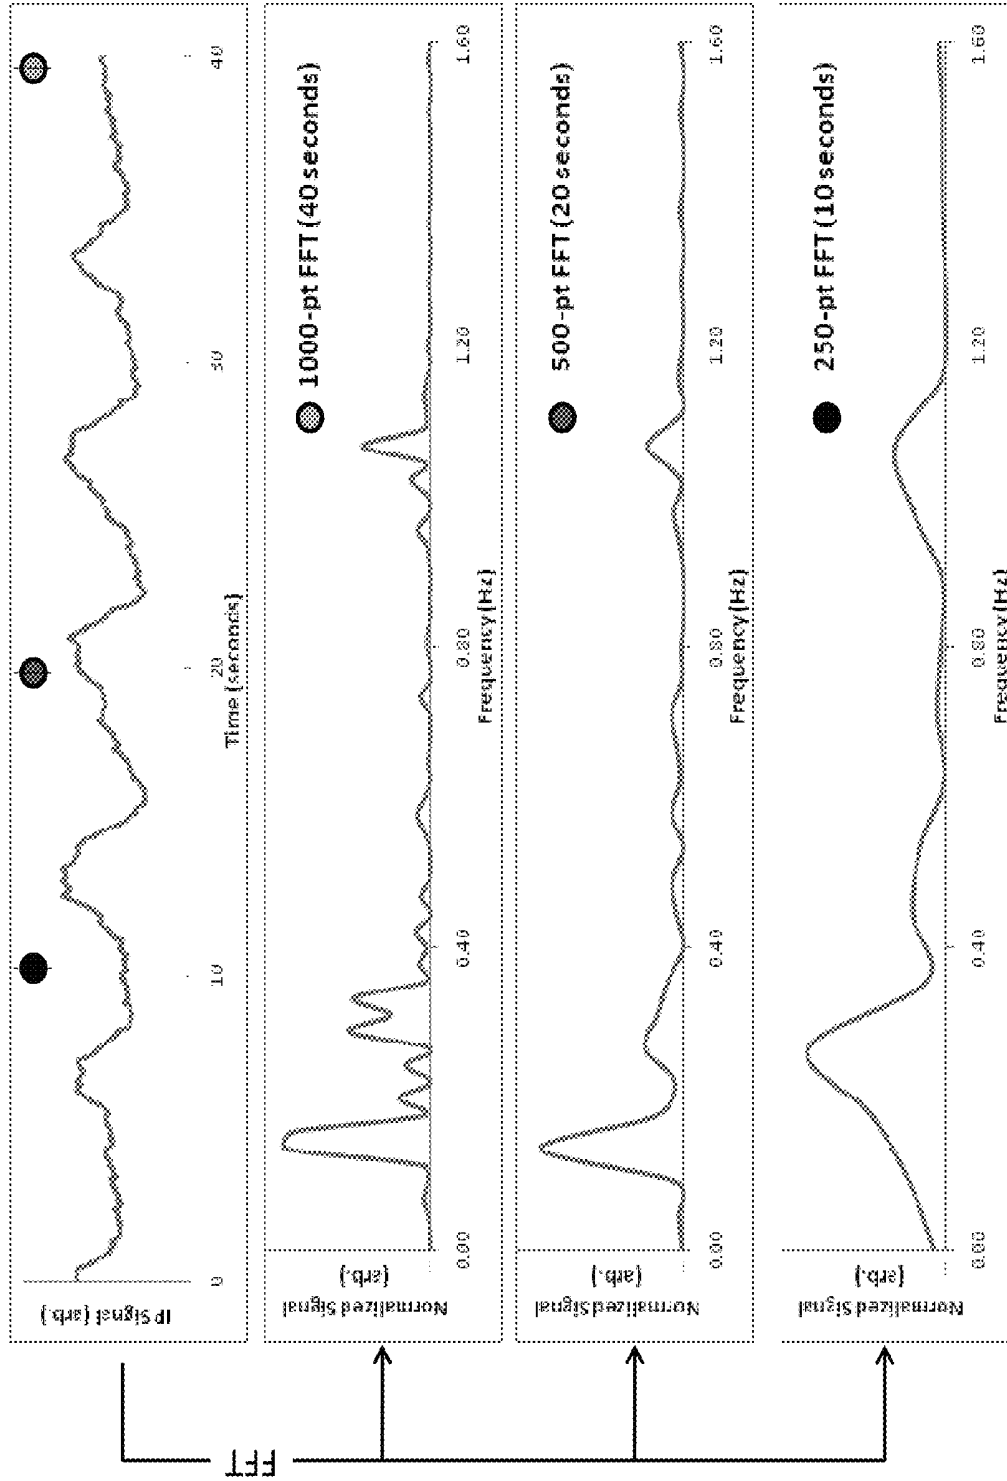 FFT
IP Signal (arb.)
0
10
20
30
40
Time (seconds)
1000-pt FFT (40 seconds)
Normalized Signal
(arb.)
0.00
0.40
0.80
1.20
1.60
Frequency (Hz)
500-pt FFT (20 seconds)
Normalized Signal
(arb.)
0.00
0.40
0.80
1.20
1.60
Frequency (Hz)
250-pt FFT (10 seconds)
Normalized Signal
(arb.)
0.00
0.40
0.80
1.20
1.60
Frequency (Hz)